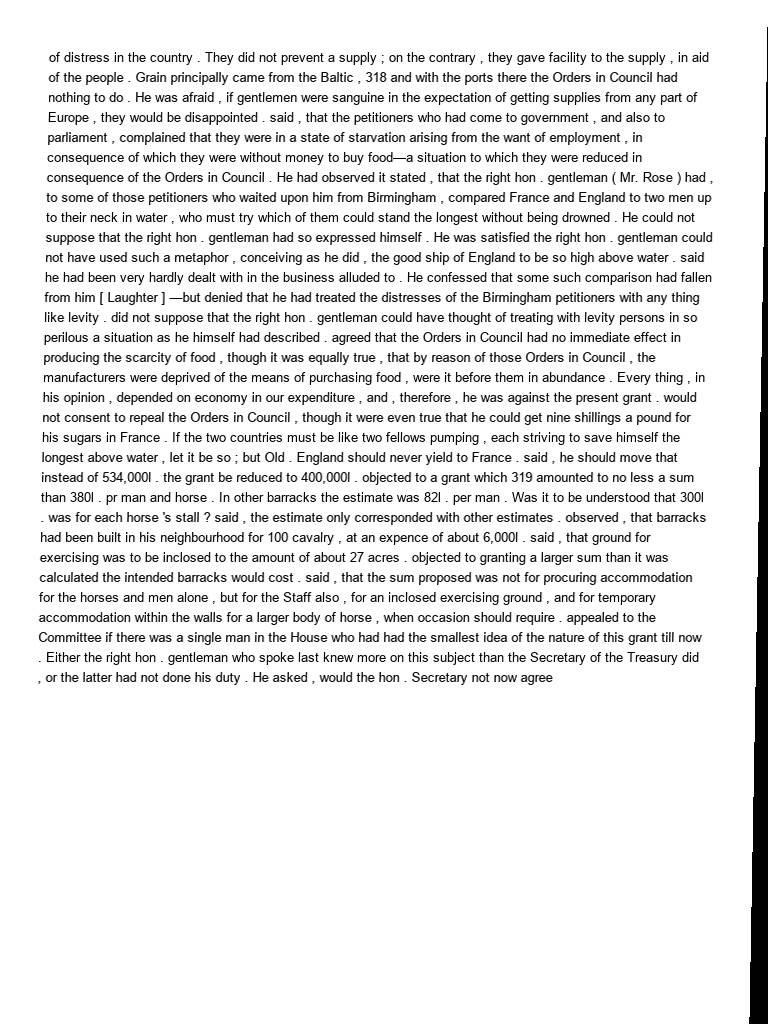 of distress in the country . They did not prevent a supply ; on the contrary , they gave facility to the supply , in aid
of the people . Grain principally came from the Baltic , 318 and with the ports there the Orders in Council had
nothing to do . He was afraid , if gentlemen were sanguine in the expectation of getting supplies from any part of
Europe , they would be disappointed . said , that the petitioners who had come to government , and also to
parliament , complained that they were in a state of starvation arising from the want of employment , in
consequence of which they were without money to buy food—a situation to which they were reduced in
consequence of the Orders in Council . He had observed it stated , that the right hon . gentleman ( Mr. Rose ) had ,
to some of those petitioners who waited upon him from Birmingham , compared France and England to two men up
to their neck in water , who must try which of them could stand the longest without being drowned . He could not
suppose that the right hon . gentleman had so expressed himself . He was satisfied the right hon . gentleman could
not have used such a metaphor , conceiving as he did , the good ship of England to be so high above water . said
he had been very hardly dealt with in the business alluded to . He confessed that some such comparison had fallen
from him [ Laughter ] —but denied that he had treated the distresses of the Birmingham petitioners with any thing
like levity . did not suppose that the right hon . gentleman could have thought of treating with levity persons in so
perilous a situation as he himself had described . agreed that the Orders in Council had no immediate effect in
producing the scarcity of food , though it was equally true , that by reason of those Orders in Council , the
manufacturers were deprived of the means of purchasing food , were it before them in abundance . Every thing , in
his opinion , depended on economy in our expenditure , and , therefore , he was against the present grant . would
not consent to repeal the Orders in Council , though it were even true that he could get nine shillings a pound for
his sugars in France . If the two countries must be like two fellows pumping , each striving to save himself the
longest above water , let it be so ; but Old . England should never yield to France . said , he should move that
instead of 534,000l . the grant be reduced to 400,000l . objected to a grant which 319 amounted to no less a sum
than 380l . pr man and horse . In other barracks the estimate was 82l . per man . Was it to be understood that 300l
. was for each horse 's stall ? said , the estimate only corresponded with other estimates . observed , that barracks
had been built in his neighbourhood for 100 cavalry , at an expence of about 6,000l . said , that ground for
exercising was to be inclosed to the amount of about 27 acres . objected to granting a larger sum than it was
calculated the intended barracks would cost . said , that the sum proposed was not for procuring accommodation
for the horses and men alone , but for the Staff also , for an inclosed exercising ground , and for temporary
accommodation within the walls for a larger body of horse , when occasion should require . appealed to the
Committee if there was a single man in the House who had had the smallest idea of the nature of this grant till now
. Either the right hon . gentleman who spoke last knew more on this subject than the Secretary of the Treasury did
, or the latter had not done his duty . He asked , would the hon . Secretary not now agree